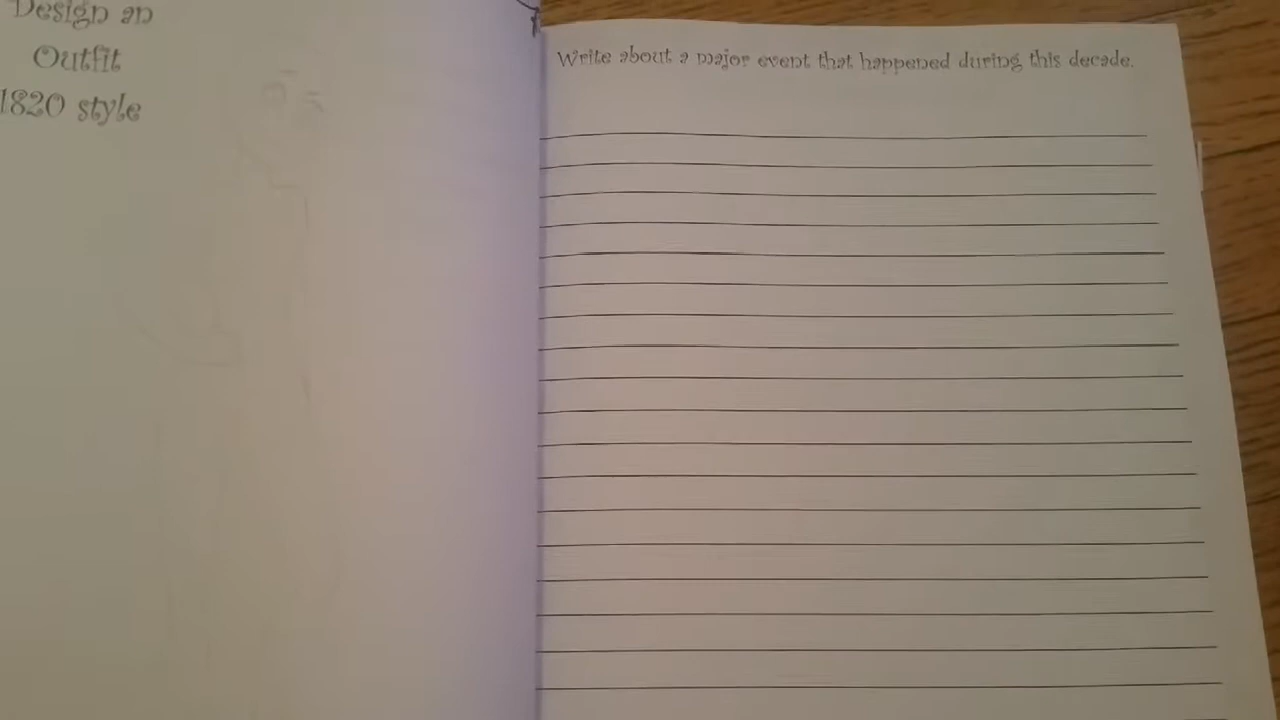 Design an
Outfit
1820 style
Write about a major event that happened during this decade.